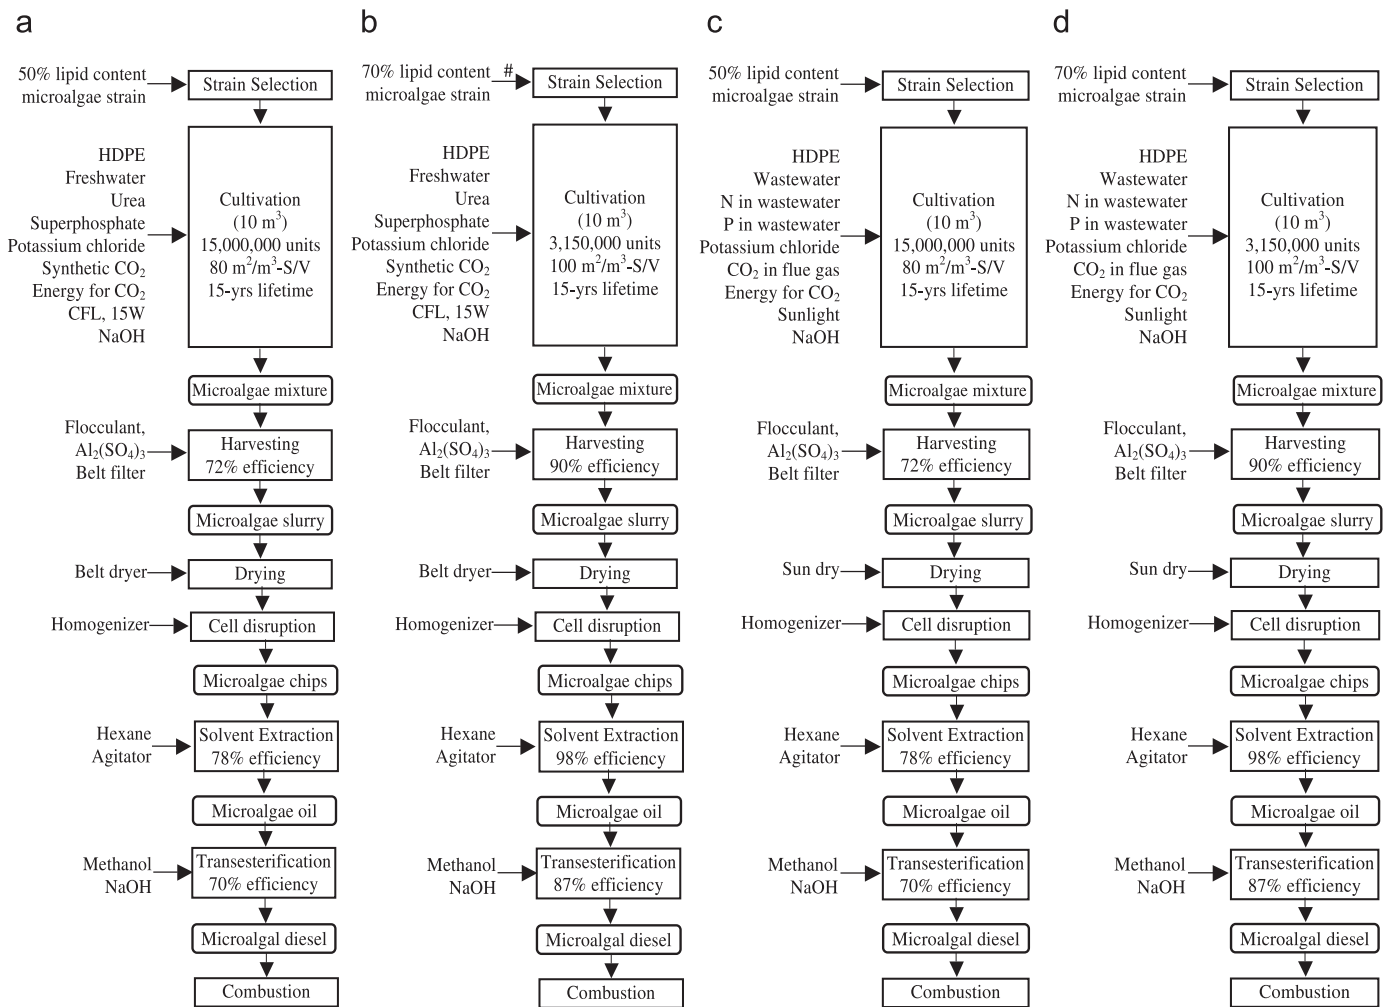 a
50% lipid content
microalgae strain
Strain Selection
HDPE
Freshwater
Urea
Superphosphate
Potassium chloride
Synthetic CO₂
Energy for CO₂
CFL, 15W
NaOH
Cultivation
(10 m³)
15,000,000 units
80 m²/m³-S/V
15-yrs lifetime
Microalgae mixture
Flocculant,
Al₂(SO₄)₃
Belt filter
Harvesting
72% efficiency
Microalgae slurry
Belt dryer
Drying
Homogenizer
Cell disruption
Microalgae chips
Hexane
Agitator
Solvent Extraction
78% efficiency
Microalgae oil
Methanol
NaOH
Transesterification
70% efficiency
Microalgal diesel
Combustion
b
70% lipid content
microalgae strain
#
Strain Selection
HDPE
Freshwater
Urea
Superphosphate
Potassium chloride
Synthetic CO₂
Energy for CO₂
CFL, 15W
NaOH
Cultivation
(10 m³)
3,150,000 units
100 m²/m³-S/V
15-yrs lifetime
Microalgae mixture
Flocculant,
Al₂(SO₄)₃
Belt filter
Harvesting
90% efficiency
Microalgae slurry
Belt dryer
Drying
Homogenizer
Cell disruption
Microalgae chips
Hexane
Agitator
Solvent Extraction
98% efficiency
Microalgae oil
Methanol
NaOH
Transesterification
87% efficiency
Microalgal diesel
Combustion
c
50% lipid content
microalgae strain
Strain Selection
HDPE
Wastewater
N in wastewater
P in wastewater
Potassium chloride
CO₂ in flue gas
Energy for CO₂
Sunlight
NaOH
Cultivation
(10 m³)
15,000,000 units
80 m²/m³-S/V
15-yrs lifetime
Microalgae mixture
Flocculant,
Al₂(SO₄)₃
Belt filter
Harvesting
72% efficiency
Microalgae slurry
Sun dry
Drying
Homogenizer
Cell disruption
Microalgae chips
Hexane
Agitator
Solvent Extraction
78% efficiency
Microalgae oil
Methanol
NaOH
Transesterification
70% efficiency
Microalgal diesel
Combustion
d
70% lipid content
microalgae strain
Strain Selection
HDPE
Wastewater
N in wastewater
P in wastewater
Potassium chloride
CO₂ in flue gas
Energy for CO₂
Sunlight
NaOH
Cultivation
(10 m³)
3,150,000 units
100 m²/m³-S/V
15-yrs lifetime
Microalgae mixture
Flocculant,
Al₂(SO₄)₃
Belt filter
Harvesting
90% efficiency
Microalgae slurry
Sun dry
Drying
Homogenizer
Cell disruption
Microalgae chips
Hexane
Agitator
Solvent Extraction
98% efficiency
Microalgae oil
Methanol
NaOH
Transesterification
87% efficiency
Microalgal diesel
Combustion